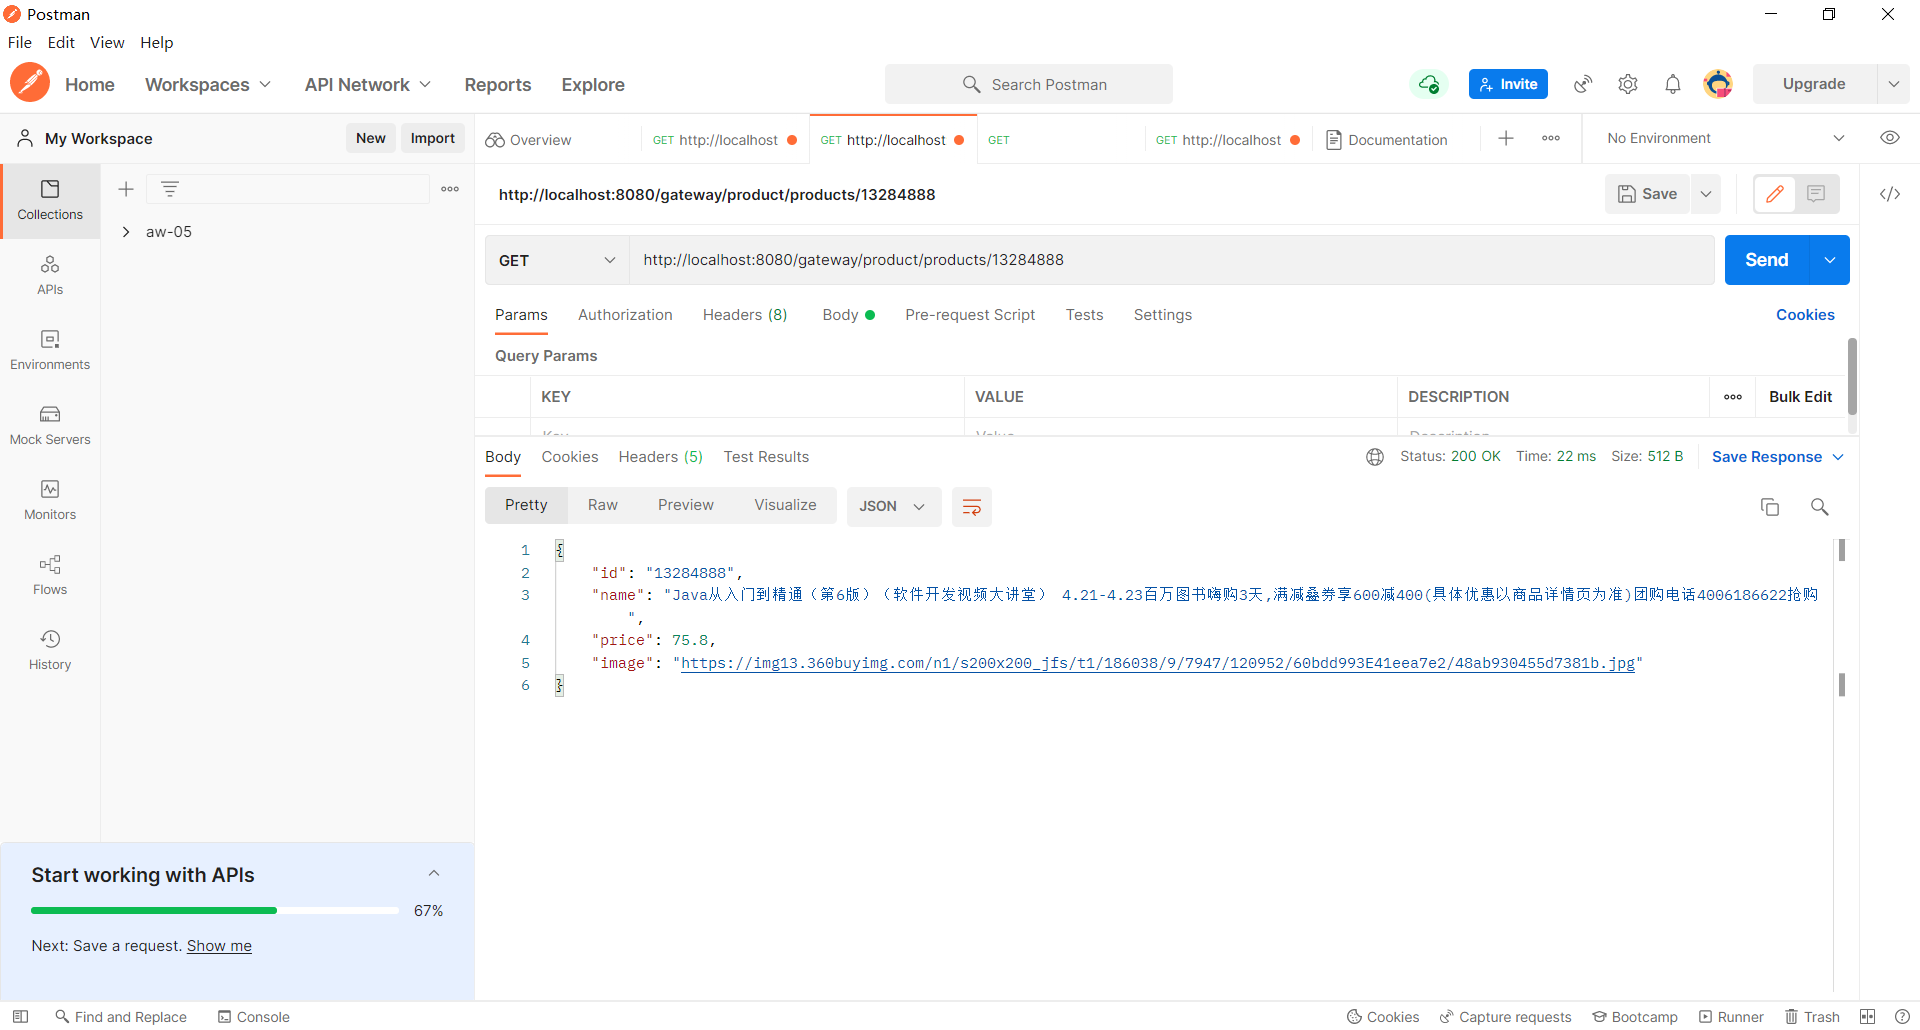 Postman
File Edit View Help
Home Workspaces API Network Reports Explore Search Postman Invite Upgrade
My Workspace New Import Overview GET http://localhost GET http://localhost GET GET http://localhost Documentation No Environment
Collections
APIs
Environments
Mock Servers
Monitors
Flows
History
aw-05
http://localhost:8080/gateway/product/products/13284888 Save
GET http://localhost:8080/gateway/product/products/13284888 Send
Params Authorization Headers (8) Body Pre-request Script Tests Settings Cookies
Query Params
KEY VALUE DESCRIPTION Bulk Edit
Key Value Description
Body Cookies Headers (5) Test Results Status: 200 OK Time: 22 ms Size: 512 B Save Response
Pretty Raw Preview Visualize JSON
1 {
2 "id": "13284888",
3 "name": "Java从入门到精通（第6版）（软件开发视频大讲堂） 4.21-4.23百万图书嗨购3天,满减叠券享600减400(具体优惠以商品详情页为准)团购电话4006186622抢购
",
4 "price": 75.8,
5 "image": "https://img13.360buyimg.com/n1/s200x200_jfs/t1/186038/9/7947/120952/60bdd993E41eea7e2/48ab930455d7381b.jpg"
6 }
Start working with APIs
67%
Next: Save a request. Show me
Find and Replace Console Cookies Capture requests Bootcamp Runner Trash